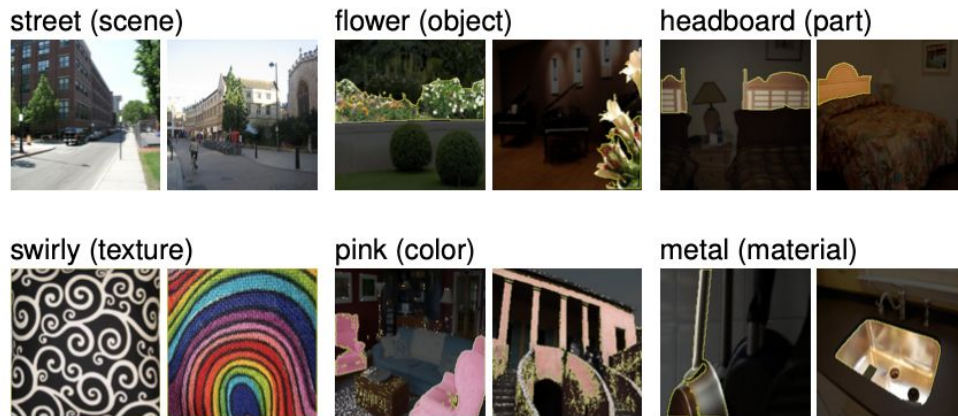 street (scene)
flower (object)
headboard (part)
swirly (texture)
pink (color)
metal (material)